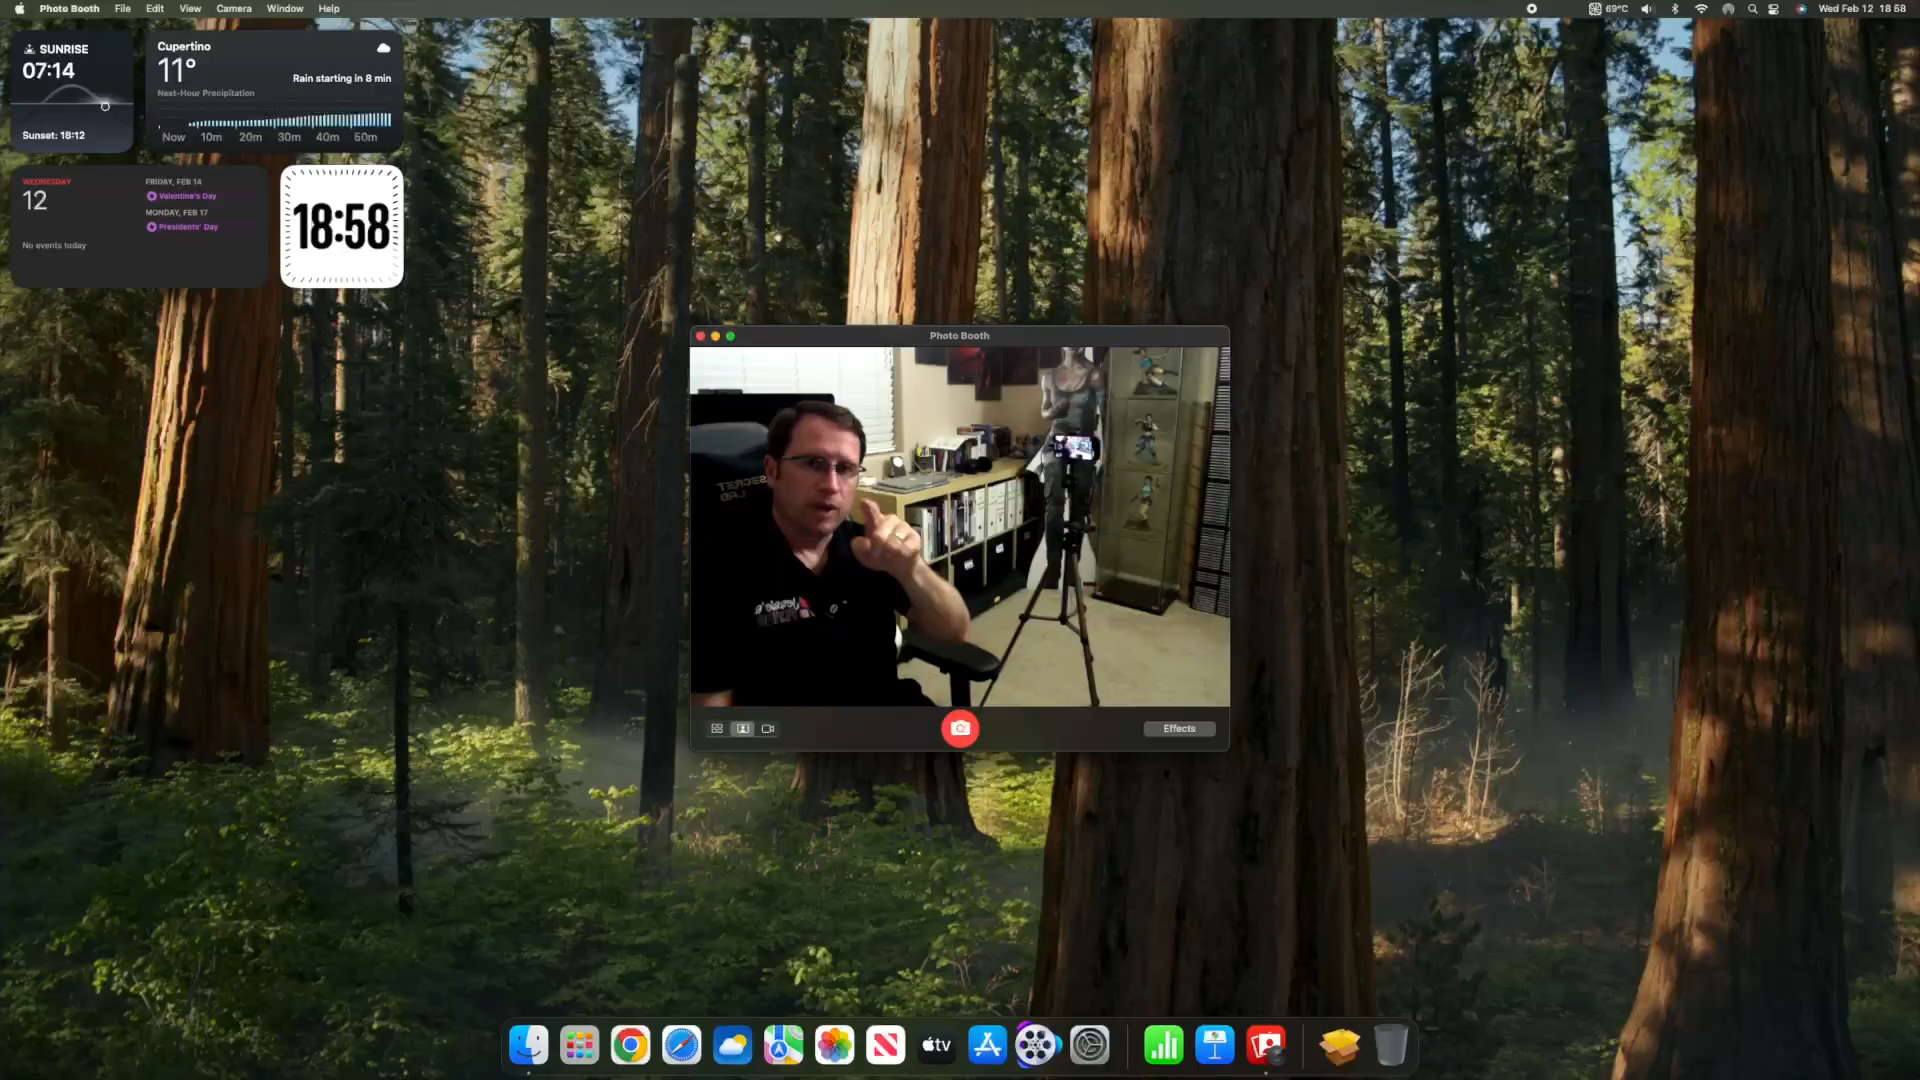 Photo Booth File Edit View Camera Window Help
69°C Wed Feb 12 18 58
SUNRISE
07:14
Sunset: 18:12
Cupertino
11°
Rain starting in 8 min
Next-Hour Precipitation
Now 10m 20m 30m 40m 50m
WEDNESDAY
12
No events today
FRIDAY, FEB 14
Valentine's Day
MONDAY, FEB 17
Presidents' Day
18:58
Photo Booth
SECRET
LAB
Effects
tv